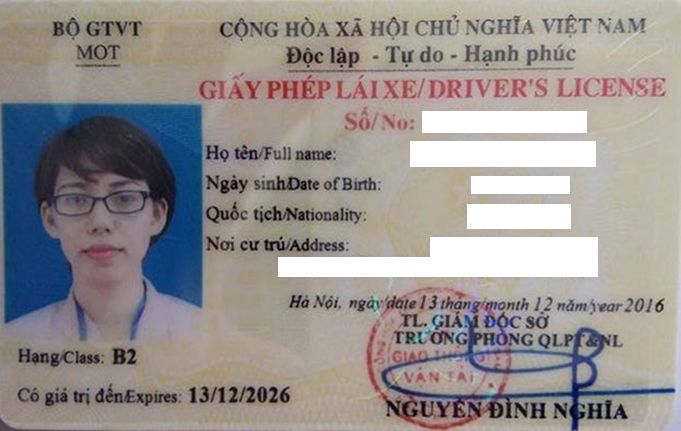 BỘ GTVT
MOT
CỘNG HÒA XÃ HỘI CHỦ NGHĨA VIỆT NAM
Độc lập - Tự do - Hạnh phúc
GIẤY PHÉP LÁI XE/DRIVER'S LICENSE
Số/No:
Họ tên/Full name:
Ngày sinh/Date of Birth:
Quốc tịch/Nationality:
Nơi cư trú/Address:
Hà Nội, ngày/date 13 tháng/month 12 năm/year 2016
TL. GIÁM ĐỐC SỞ
TRƯỞNG PHÒNG QLPT&NL
GIAO THÔNG
VẬN TẢI
Hạng/Class: B2
Có giá trị đến/Expires: 13/12/2026
NGUYỄN ĐÌNH NGHĨA